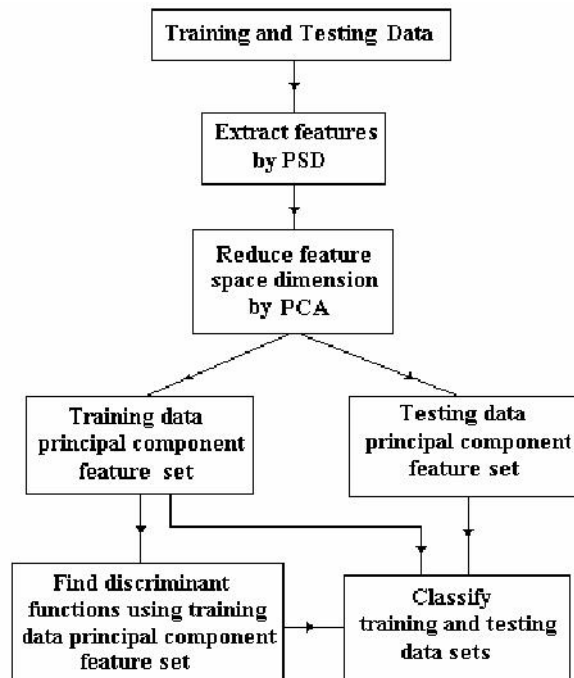 Training and Testing Data
Extract features
by PSD
Reduce feature
space dimension
by PCA
Training data
principal component
feature set
Testing data
principal component
feature set
Find discriminant
functions using training
data principal component
feature set
Classify
training and testing
data sets